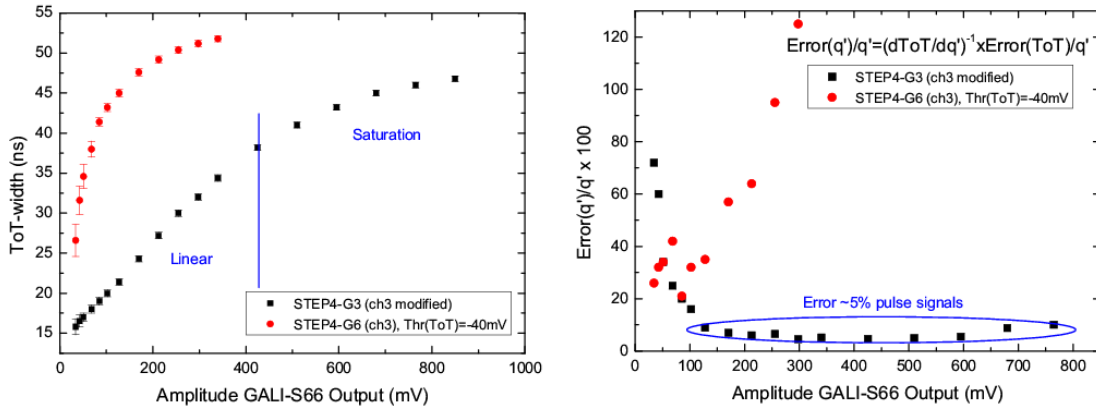 55
50
45
40
35
30
25
20
15
ToT-width (ns)
Saturation
Linear
STEP4-G3 (ch3 modified)
STEP4-G6 (ch3), Thr(ToT)=-40mV
0 200 400 600 800 1000
Amplitude GALI-S66 Output (mV)
120
100
80
60
40
20
0
Error(q')/q' x 100
Error(q')/q'=(dToT/dq')⁻¹xError(ToT)/q'
STEP4-G3 (ch3 modified)
STEP4-G6 (ch3), Thr(ToT)=-40mV
Error ~5% pulse signals
0 100 200 300 400 500 600 700 800
Amplitude GALI-S66 Output (mV)